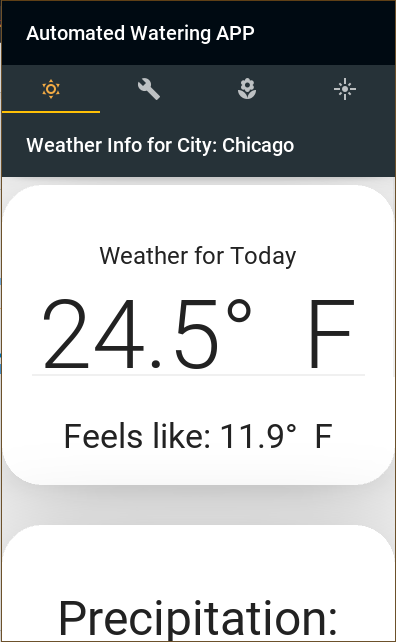 Automated Watering APP
Weather Info for City: Chicago
Weather for Today
24.5° F
Feels like: 11.9° F
Precipitation: